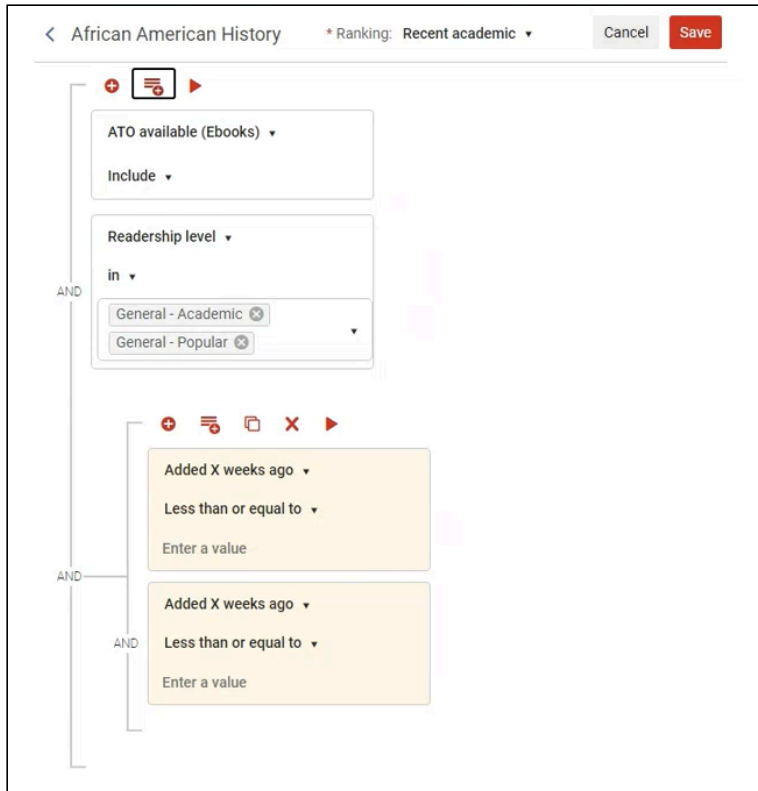 African American History * Ranking: Recent academic Cancel Save
ATO available (Ebooks)
Include
Readership level
in
AND
General - Academic
General - Popular
Added X weeks ago
Less than or equal to
Enter a value
AND
Added X weeks ago
AND Less than or equal to
Enter a value